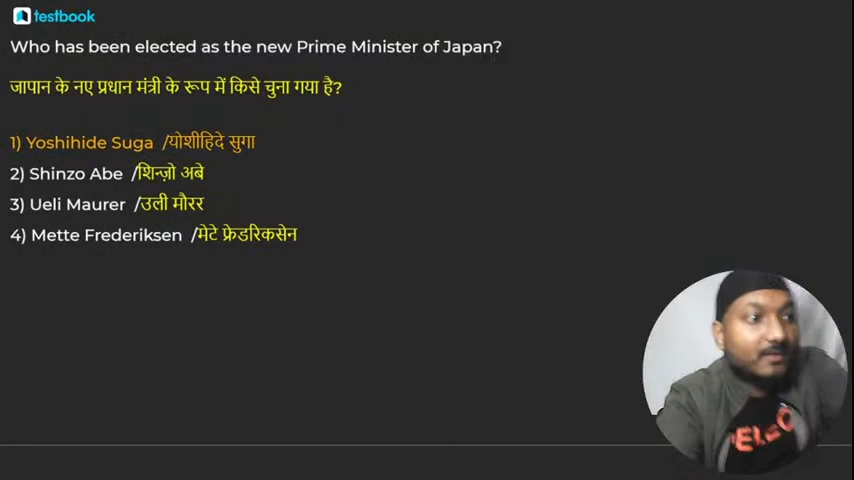 testbook
Who has been elected as the new Prime Minister of Japan?
जापान के नए प्रधान मंत्री के रूप में किसे चुना गया है?
1) Yoshihide Suga /योशीहिदे सुगा
2) Shinzo Abe /शिन्ज़ो अबे
3) Ueli Maurer /उली मौरर
4) Mette Frederiksen /मेटे फ्रेडरिकसेन